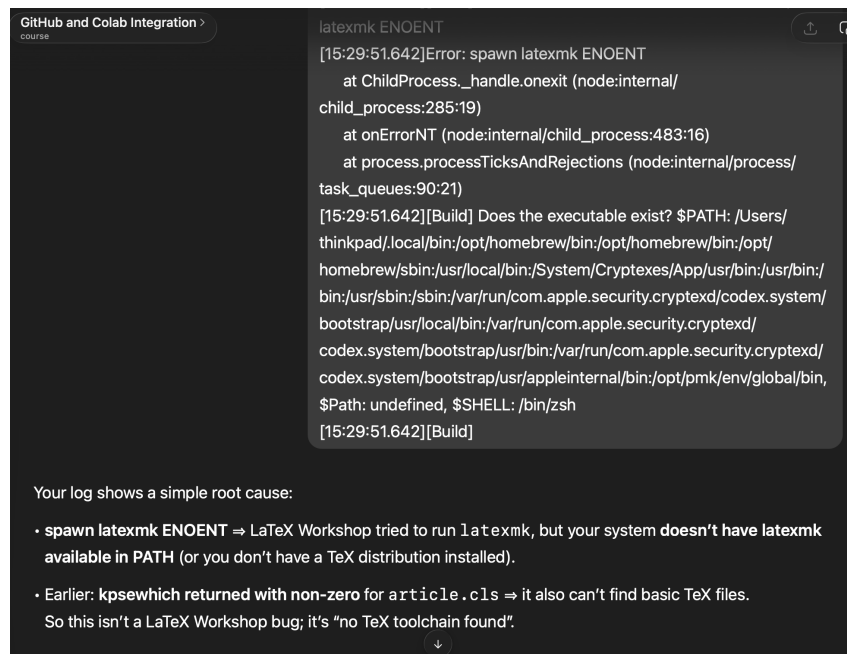 GitHub and Colab Integration >
course
latexmk ENOENT
[15:29:51.642]Error: spawn latexmk ENOENT
at ChildProcess._handle.onexit (node:internal/
child_process:285:19)
at onErrorNT (node:internal/child_process:483:16)
at process.processTicksAndRejections (node:internal/process/
task_queues:90:21)
[15:29:51.642][Build] Does the executable exist? $PATH: /Users/
thinkpad/.local/bin:/opt/homebrew/bin:/opt/homebrew/bin:/opt/
homebrew/sbin:/usr/local/bin:/System/Cryptexes/App/usr/bin:/usr/bin:/
bin:/usr/sbin:/sbin:/var/run/com.apple.security.cryptexd/codex.system/
bootstrap/usr/local/bin:/var/run/com.apple.security.cryptexd/
codex.system/bootstrap/usr/bin:/var/run/com.apple.security.cryptexd/
codex.system/bootstrap/usr/appleinternal/bin:/opt/pmk/env/global/bin,
$Path: undefined, $SHELL: /bin/zsh
[15:29:51.642][Build]
Your log shows a simple root cause:
• spawn latexmk ENOENT ⇒ LaTeX Workshop tried to run latexmk, but your system doesn't have latexmk
available in PATH (or you don't have a TeX distribution installed).
• Earlier: kpsewhich returned with non-zero for article.cls ⇒ it also can't find basic TeX files.
So this isn't a LaTeX Workshop bug; it's “no TeX toolchain found”.